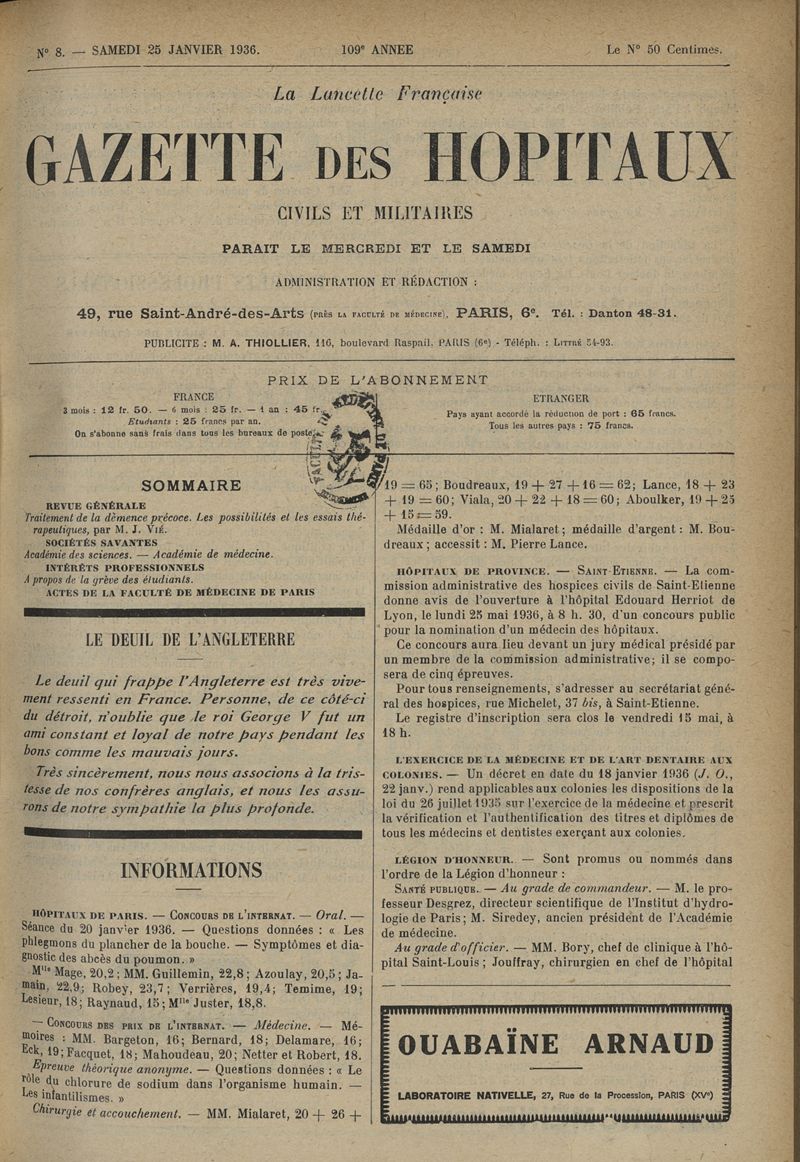 N° 8. — SAMEDI 25 JANVIER 1936. 109e ANNEE Le N° 50 Centimes.
La Lancette Française
GAZETTE DES HOPITAUX
CIVILS ET MILITAIRES
PARAIT LE MERCREDI ET LE SAMEDI
ADMINISTRATION ET RÉDACTION :
49, rue Saint-André-des-Arts (PRÈS LA FACULTÉ DE MÉDECINE), PARIS, 6e. Tél. : Danton 48-31.
PUBLICITE : M. A. THIOLLIER, 116, boulevard Raspail, PARIS (6e) - Téléph. : LITTRÉ 54-93.
PRIX DE L'ABONNEMENT
FRANCE
3 mois : 12 fr. 50. — 6 mois : 25 fr. — 1 an : 45 fr.
Etudiants : 25 francs par an.
On s'abonne sans frais dans tous les bureaux de poste.
ETRANGER
Pays ayant accordé la réduction de port : 65 francs.
Tous les autres pays : 75 francs.
SOMMAIRE
REVUE GÉNÉRALE
Traitement de la démence précoce. Les possibilités et les essais thé-
rapeutiques, par M. J. VIÉ.
SOCIÉTÉS SAVANTES
Académie des sciences. — Académie de médecine.
INTÉRÊTS PROFESSIONNELS
A propos de la grève des étudiants.
ACTES DE LA FACULTÉ DE MÉDECINE DE PARIS
LE DEUIL DE L'ANGLETERRE
Le deuil qui frappe l'Angleterre est très vive-
ment ressenti en France. Personne, de ce côté-ci
du détroit, n'oublie que le roi George V fut un
ami constant et loyal de notre pays pendant les
bons comme les mauvais jours.
Très sincèrement, nous nous associons à la tris-
tesse de nos confrères anglais, et nous les assu-
rons de notre sympathie la plus profonde.
INFORMATIONS
HÔPITAUX DE PARIS. — CONCOURS DE L'INTERNAT. — Oral. —
Séance du 20 janvier 1936. — Questions données : « Les
phlegmons du plancher de la bouche. — Symptômes et dia-
gnostic des abcès du poumon. »
Mlle Mage, 20,2 ; MM. Guillemin, 22,8 ; Azoulay, 20,5 ; Ja-
main, 22,9 ; Robey, 23,7 ; Verrières, 19,4 ; Temime, 19 ;
Lesieur, 18 ; Raynaud, 15 ; Mlle Juster, 18,8.
— CONCOURS DES PRIX DE L'INTERNAT. — Médecine. — Mé-
moires : MM. Bargeton, 16 ; Bernard, 18 ; Delamare, 16 ;
Eck, 19 ; Facquet, 18 ; Mahoudeau, 20 ; Netter et Robert, 18.
Epreuve théorique anonyme. — Questions données : « Le
rôle du chlorure de sodium dans l'organisme humain. —
Les infantilismes. »
Chirurgie et accouchement. — MM. Mialaret, 20 + 26 +
19 = 65 ; Boudreaux, 19 + 27 + 16 = 62 ; Lance, 18 + 23
+ 19 = 60 ; Viala, 20 + 22 + 18 = 60 ; Aboulker, 19 + 25
+ 15 = 59.
Médaille d'or : M. Mialaret ; médaille d'argent : M. Bou-
dreaux ; accessit : M. Pierre Lance.
HÔPITAUX DE PROVINCE. — SAINT-ETIENNE. — La com-
mission administrative des hospices civils de Saint-Etienne
donne avis de l'ouverture à l'hôpital Edouard Herriot de
Lyon, le lundi 25 mai 1936, à 8 h. 30, d'un concours public
pour la nomination d'un médecin des hôpitaux.
Ce concours aura lieu devant un jury médical présidé par
un membre de la commission administrative ; il se compo-
sera de cinq épreuves.
Pour tous renseignements, s'adresser au secrétariat géné-
ral des hospices, rue Michelet, 37 bis, à Saint-Etienne.
Le registre d'inscription sera clos le vendredi 15 mai, à
18 h.
L'EXERCICE DE LA MÉDECINE ET DE L'ART DENTAIRE AUX
COLONIES. — Un décret en date du 18 janvier 1936 (J. O.,
22 janv.) rend applicables aux colonies les dispositions de la
loi du 26 juillet 1935 sur l'exercice de la médecine et prescrit
la vérification et l'authentification des titres et diplômes de
tous les médecins et dentistes exerçant aux colonies.
LÉGION D'HONNEUR. — Sont promus ou nommés dans
l'ordre de la Légion d'honneur :
SANTÉ PUBLIQUE. — Au grade de commandeur. — M. le pro-
fesseur Desgrez, directeur scientifique de l'Institut d'hydro-
logie de Paris ; M. Siredey, ancien président de l'Académie
de médecine.
Au grade d'officier. — MM. Bory, chef de clinique à l'hô-
pital Saint-Louis ; Jouffray, chirurgien en chef de l'hôpital
OUABAÏNE ARNAUD
LABORATOIRE NATIVELLE, 27, Rue de la Procession, PARIS (XVe)